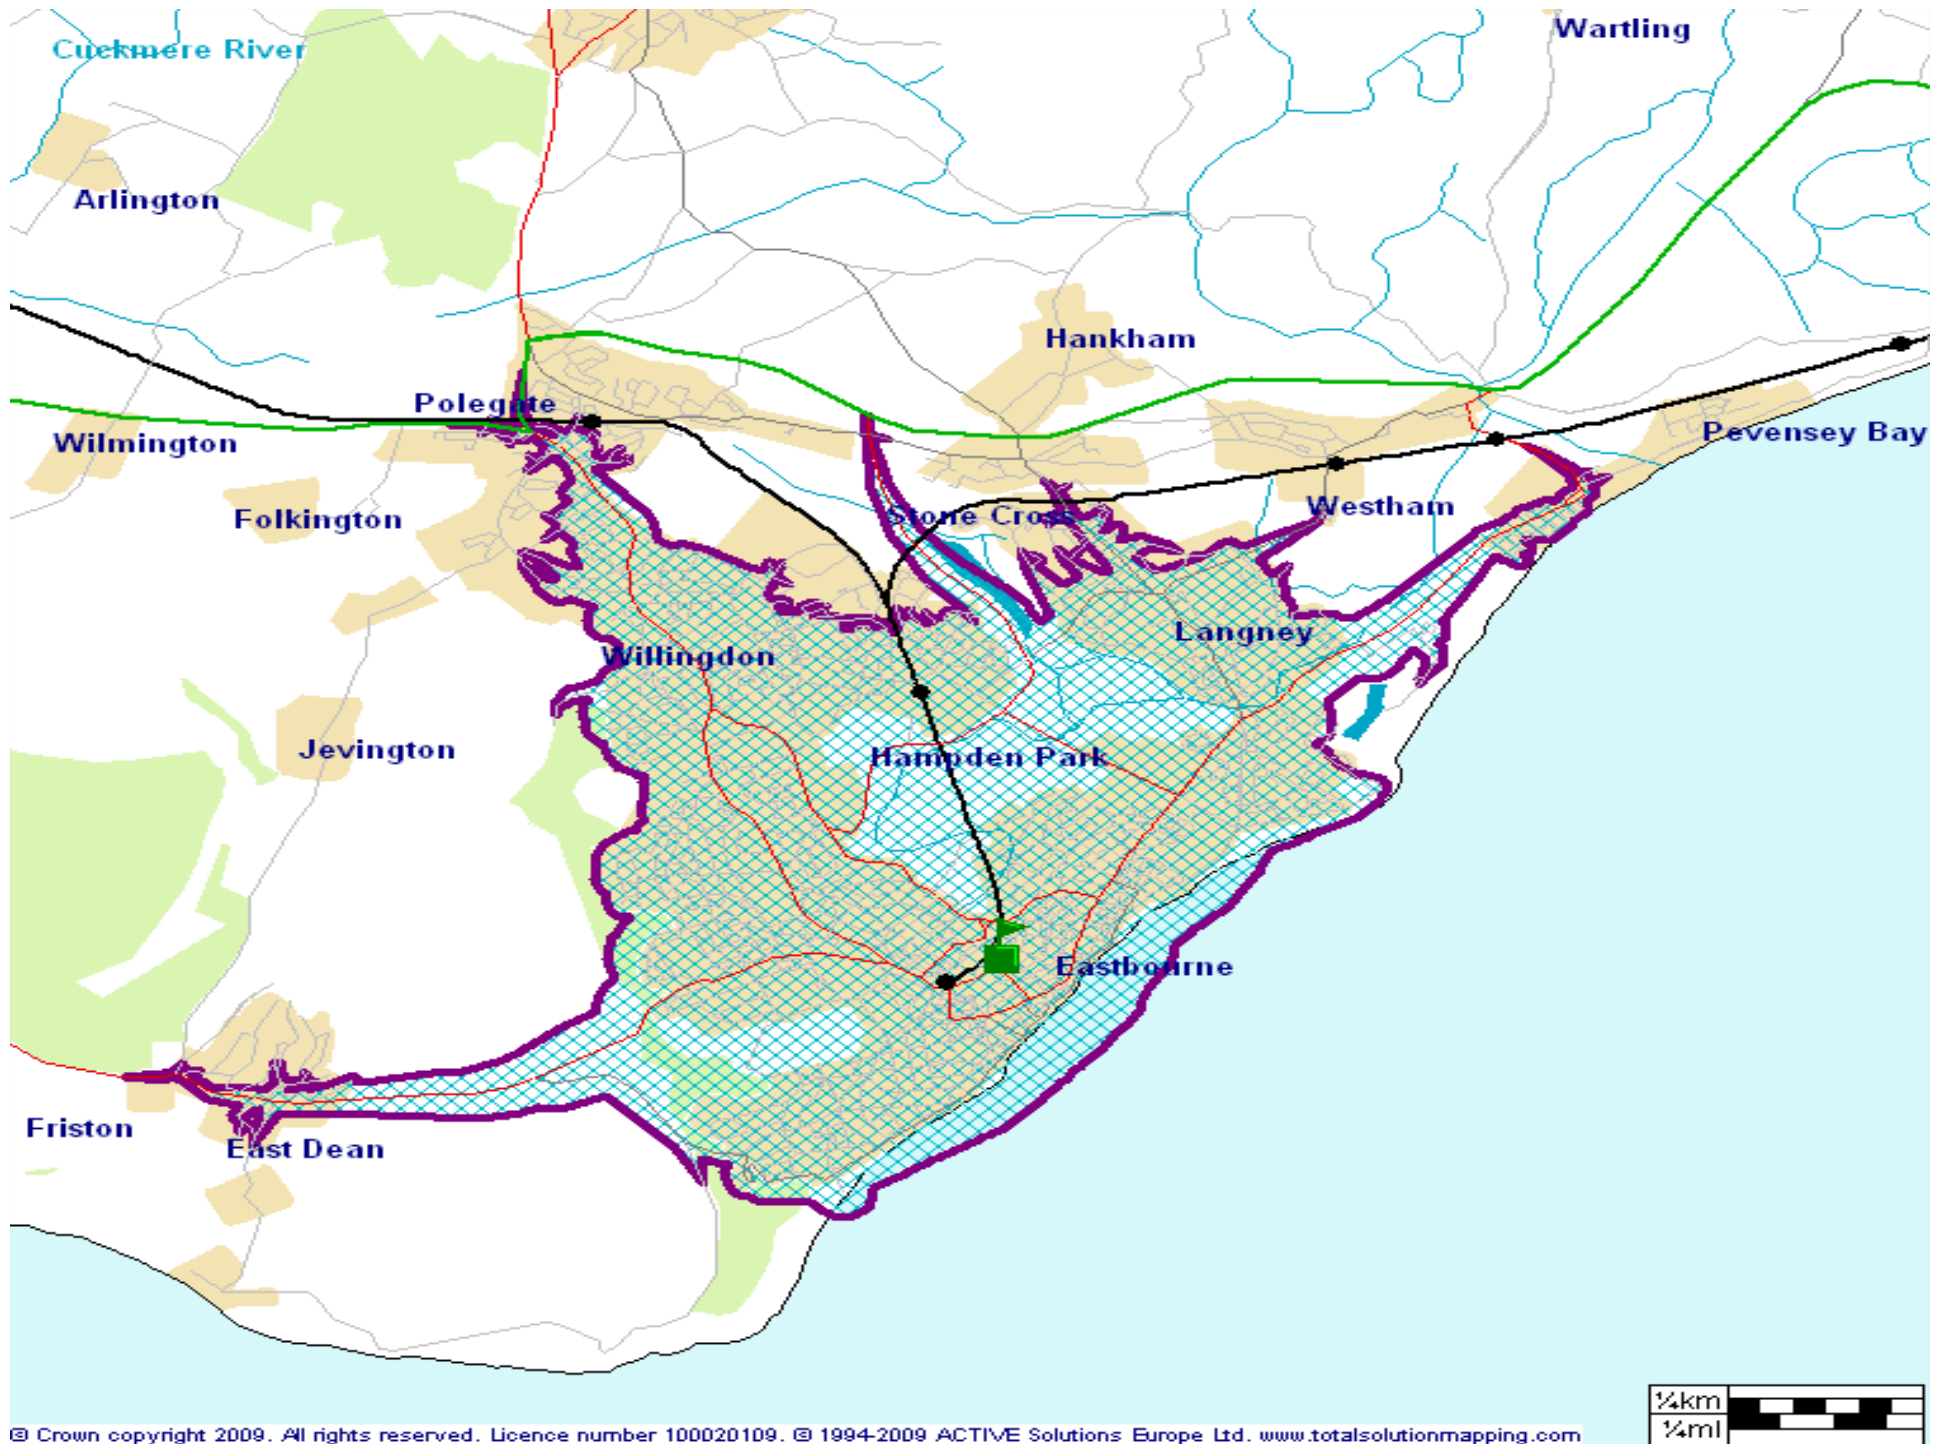 Wartling
Cuckmere River
Arlington
Hankham
Polegate
Wilmington
Pevensey Bay
Folkington
Stone Cross
Westham
Langney
Willingdon
Jevington
Hampden Park
Eastbourne
Friston
East Dean
¼km
¼ml
© Crown copyright 2009. All rights reserved. Licence number 100020109. © 1994-2009 ACTIVE Solutions Europe Ltd. www.totalsolutionmapping.com